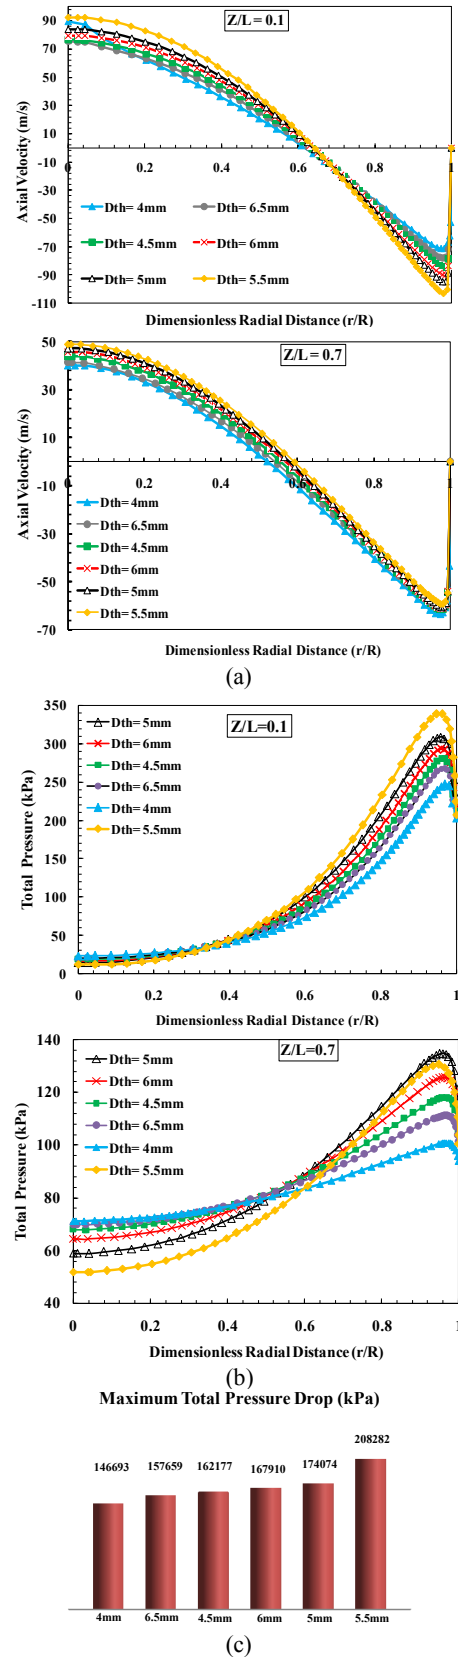 Z/L= 0.1
90
70
50
30
10
-10
-30
-50
-70
-90
-110
0 0.2 0.4 0.6 0.8 1
Axial Velocity (m/s)
Dth= 4mm Dth= 6.5mm
Dth= 4.5mm Dth= 6mm
Dth= 5mm Dth= 5.5mm
Dimensionless Radial Distance (r/R)
Z/L= 0.7
50
30
10
-10
-30
-50
-70
0 0.2 0.4 0.6 0.8 1
Axial Velocity (m/s)
Dth= 4mm
Dth= 6.5mm
Dth= 4.5mm
Dth= 6mm
Dth= 5mm
Dth= 5.5mm
Dimensionless Radial Distance (r/R)
(a)
350
300
250
200
150
100
50
0
Total Pressure (kPa)
Dth= 5mm
Dth= 6mm
Dth= 4.5mm
Dth= 6.5mm
Dth= 4mm
Dth= 5.5mm
Z/L=0.1
0 0.2 0.4 0.6 0.8 1
Dimensionless Radial Distance (r/R)
Z/L=0.7
140
120
100
80
60
40
Total Pressure (kPa)
Dth= 5mm
Dth= 6mm
Dth= 4.5mm
Dth= 6.5mm
Dth= 4mm
Dth= 5.5mm
0 0.2 0.4 0.6 0.8 1
Dimensionless Radial Distance (r/R)
(b)
Maximum Total Pressure Drop (kPa)
146693 157659 162177 167910 174074 208282
4mm 6.5mm 4.5mm 6mm 5mm 5.5mm
(c)